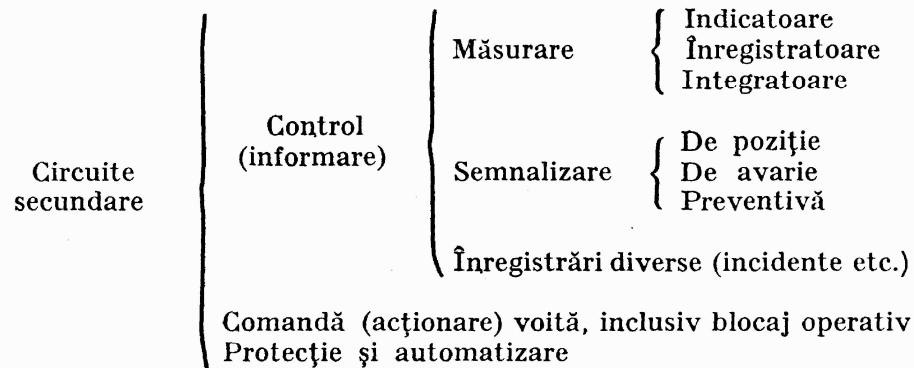 Circuite
secundare
Control
(informare)
Măsurare
Indicatoare
Înregistratoare
Integratoare
Semnalizare
De poziţie
De avarie
Preventivă
Înregistrări diverse (incidente etc.)
Comandă (acţionare) voită, inclusiv blocaj operativ
Protecţie şi automatizare